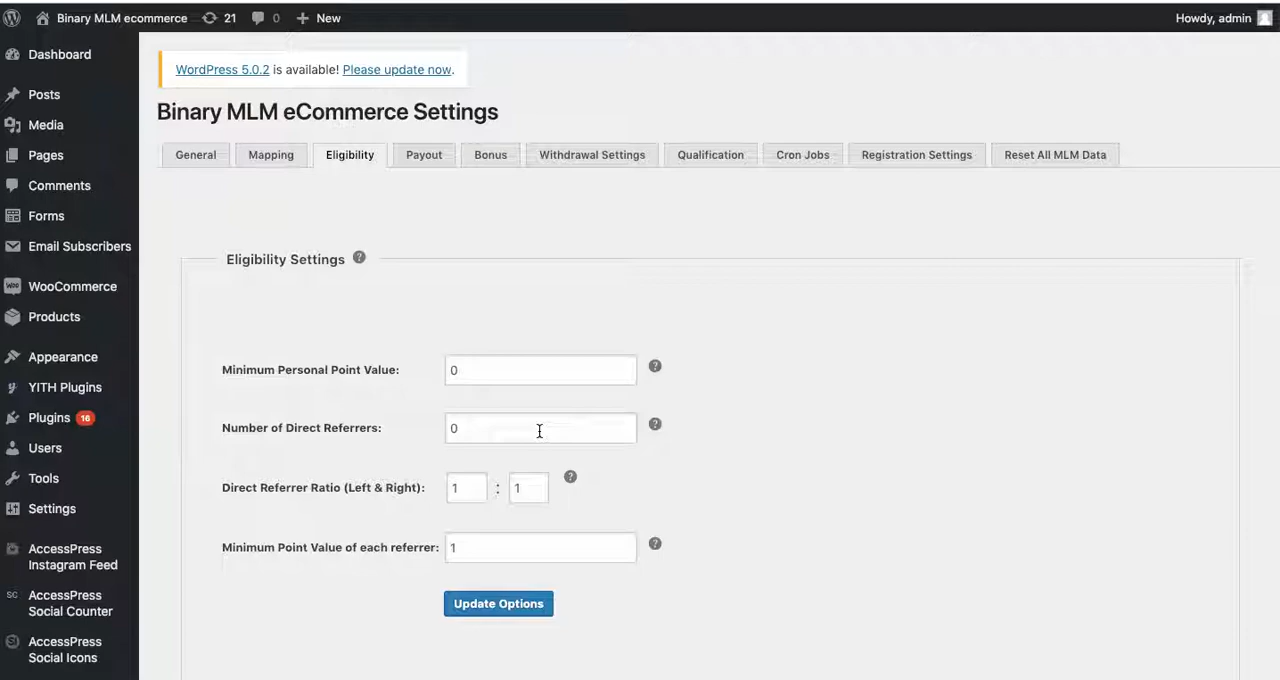 Binary MLM ecommerce 21 0 + New Howdy, admin
Dashboard
Posts
Media
Pages
Comments
Forms
Email Subscribers
WooCommerce
Products
Appearance
YITH Plugins
Plugins 16
Users
Tools
Settings
AccessPress
Instagram Feed
SC AccessPress
Social Counter
AccessPress
Social Icons
WordPress 5.0.2 is available! Please update now.
Binary MLM eCommerce Settings
General Mapping Eligibility Payout Bonus Withdrawal Settings Qualification Cron Jobs Registration Settings Reset All MLM Data
Eligibility Settings ?
Minimum Personal Point Value: 0 ?
Number of Direct Referrers: 0 ?
Direct Referrer Ratio (Left & Right): 1 : 1 ?
Minimum Point Value of each referrer: 1 ?
Update Options